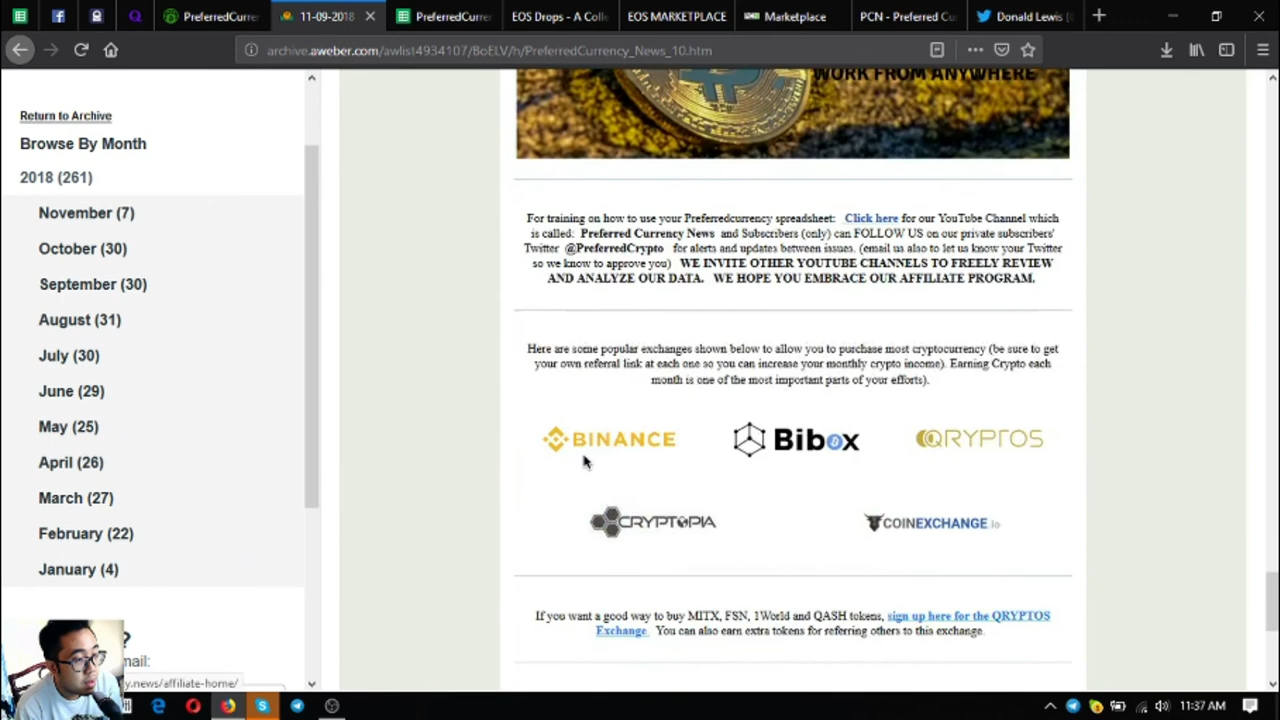 PreferredCurre
11-09-2018
PreferredCurr
EOS Drops - A Colle
EOS MARKETPLACE
Marketplace
PCN - Preferred Cu
Donald Lewis (
archive.aweber.com/awlist4934107/BoELV/h/PreferredCurrency_News_10.htm
WORK FROM ANYWHERE
Return to Archive
Browse By Month
2018 (261)
November (7)
October (30)
September (30)
August (31)
July (30)
June (29)
May (25)
April (26)
March (27)
February (22)
January (4)
?
mail:
y.news/affiliate-home/
For training on how to use your Preferredcurrency spreadsheet: Click here for our YouTube Channel which
is called: Preferred Currency News and Subscribers (only) can FOLLOW US on our private subscribers'
Twitter @PreferredCrypto for alerts and updates between issues. (email us also to let us know your Twitter
so we know to approve you) WE INVITE OTHER YOUTUBE CHANNELS TO FREELY REVIEW
AND ANALYZE OUR DATA. WE HOPE YOU EMBRACE OUR AFFILIATE PROGRAM.
Here are some popular exchanges shown below to allow you to purchase most cryptocurrency (be sure to get
your own referral link at each one so you can increase your monthly crypto income). Earning Crypto each
month is one of the most important parts of your efforts).
BINANCE
Bibox
QRYPTOS
CRYPTOPIA
COINEXCHANGE.io
If you want a good way to buy MITX, FSN, 1World and QASH tokens, sign up here for the QRYPTOS
Exchange. You can also earn extra tokens for referring others to this exchange.
11:37 AM